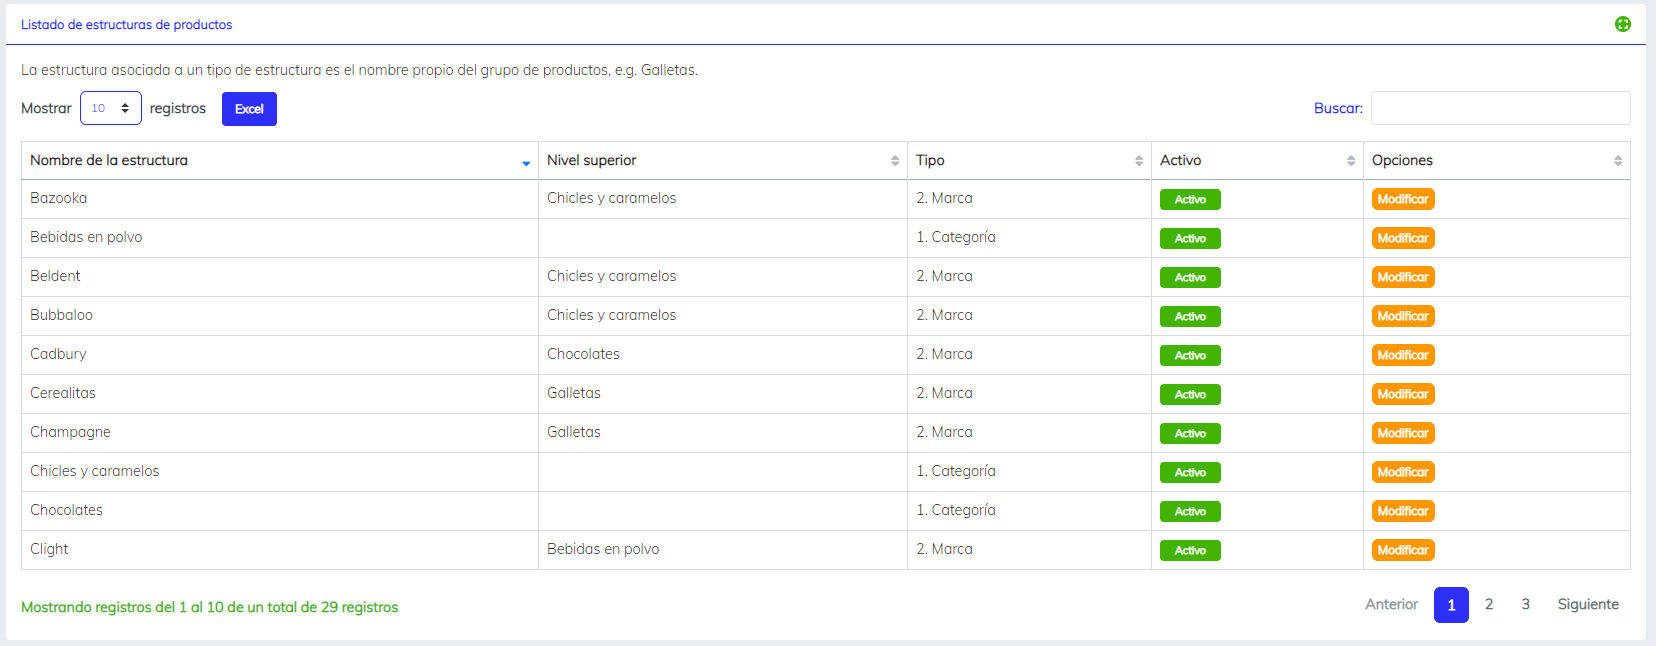 Listado de estructuras de productos
La estructura asociada a un tipo de estructura es el nombre propio del grupo de productos, e.g. Galletas.
Mostrar 10 registros Excel Buscar:
Nombre de la estructura Nivel superior Tipo Activo Opciones
Bazooka Chicles y caramelos 2. Marca Activo Modificar
Bebidas en polvo 1. Categoría Activo Modificar
Beldent Chicles y caramelos 2. Marca Activo Modificar
Bubbaloo Chicles y caramelos 2. Marca Activo Modificar
Cadbury Chocolates 2. Marca Activo Modificar
Cerealitas Galletas 2. Marca Activo Modificar
Champagne Galletas 2. Marca Activo Modificar
Chicles y caramelos 1. Categoría Activo Modificar
Chocolates 1. Categoría Activo Modificar
Clight Bebidas en polvo 2. Marca Activo Modificar
Mostrando registros del 1 al 10 de un total de 29 registros Anterior 1 2 3 Siguiente